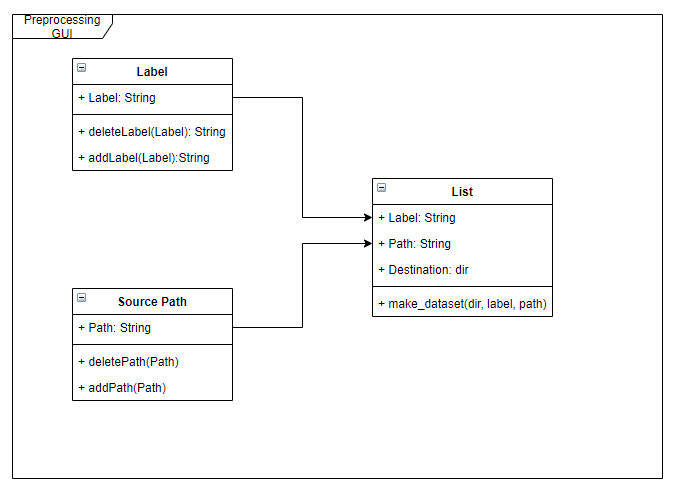 Preprocessing
GUI
Label
+ Label: String
+ deleteLabel(Label): String
+ addLabel(Label):String
List
+ Label: String
+ Path: String
+ Destination: dir
+ make_dataset(dir, label, path)
Source Path
+ Path: String
+ deletePath(Path)
+ addPath(Path)